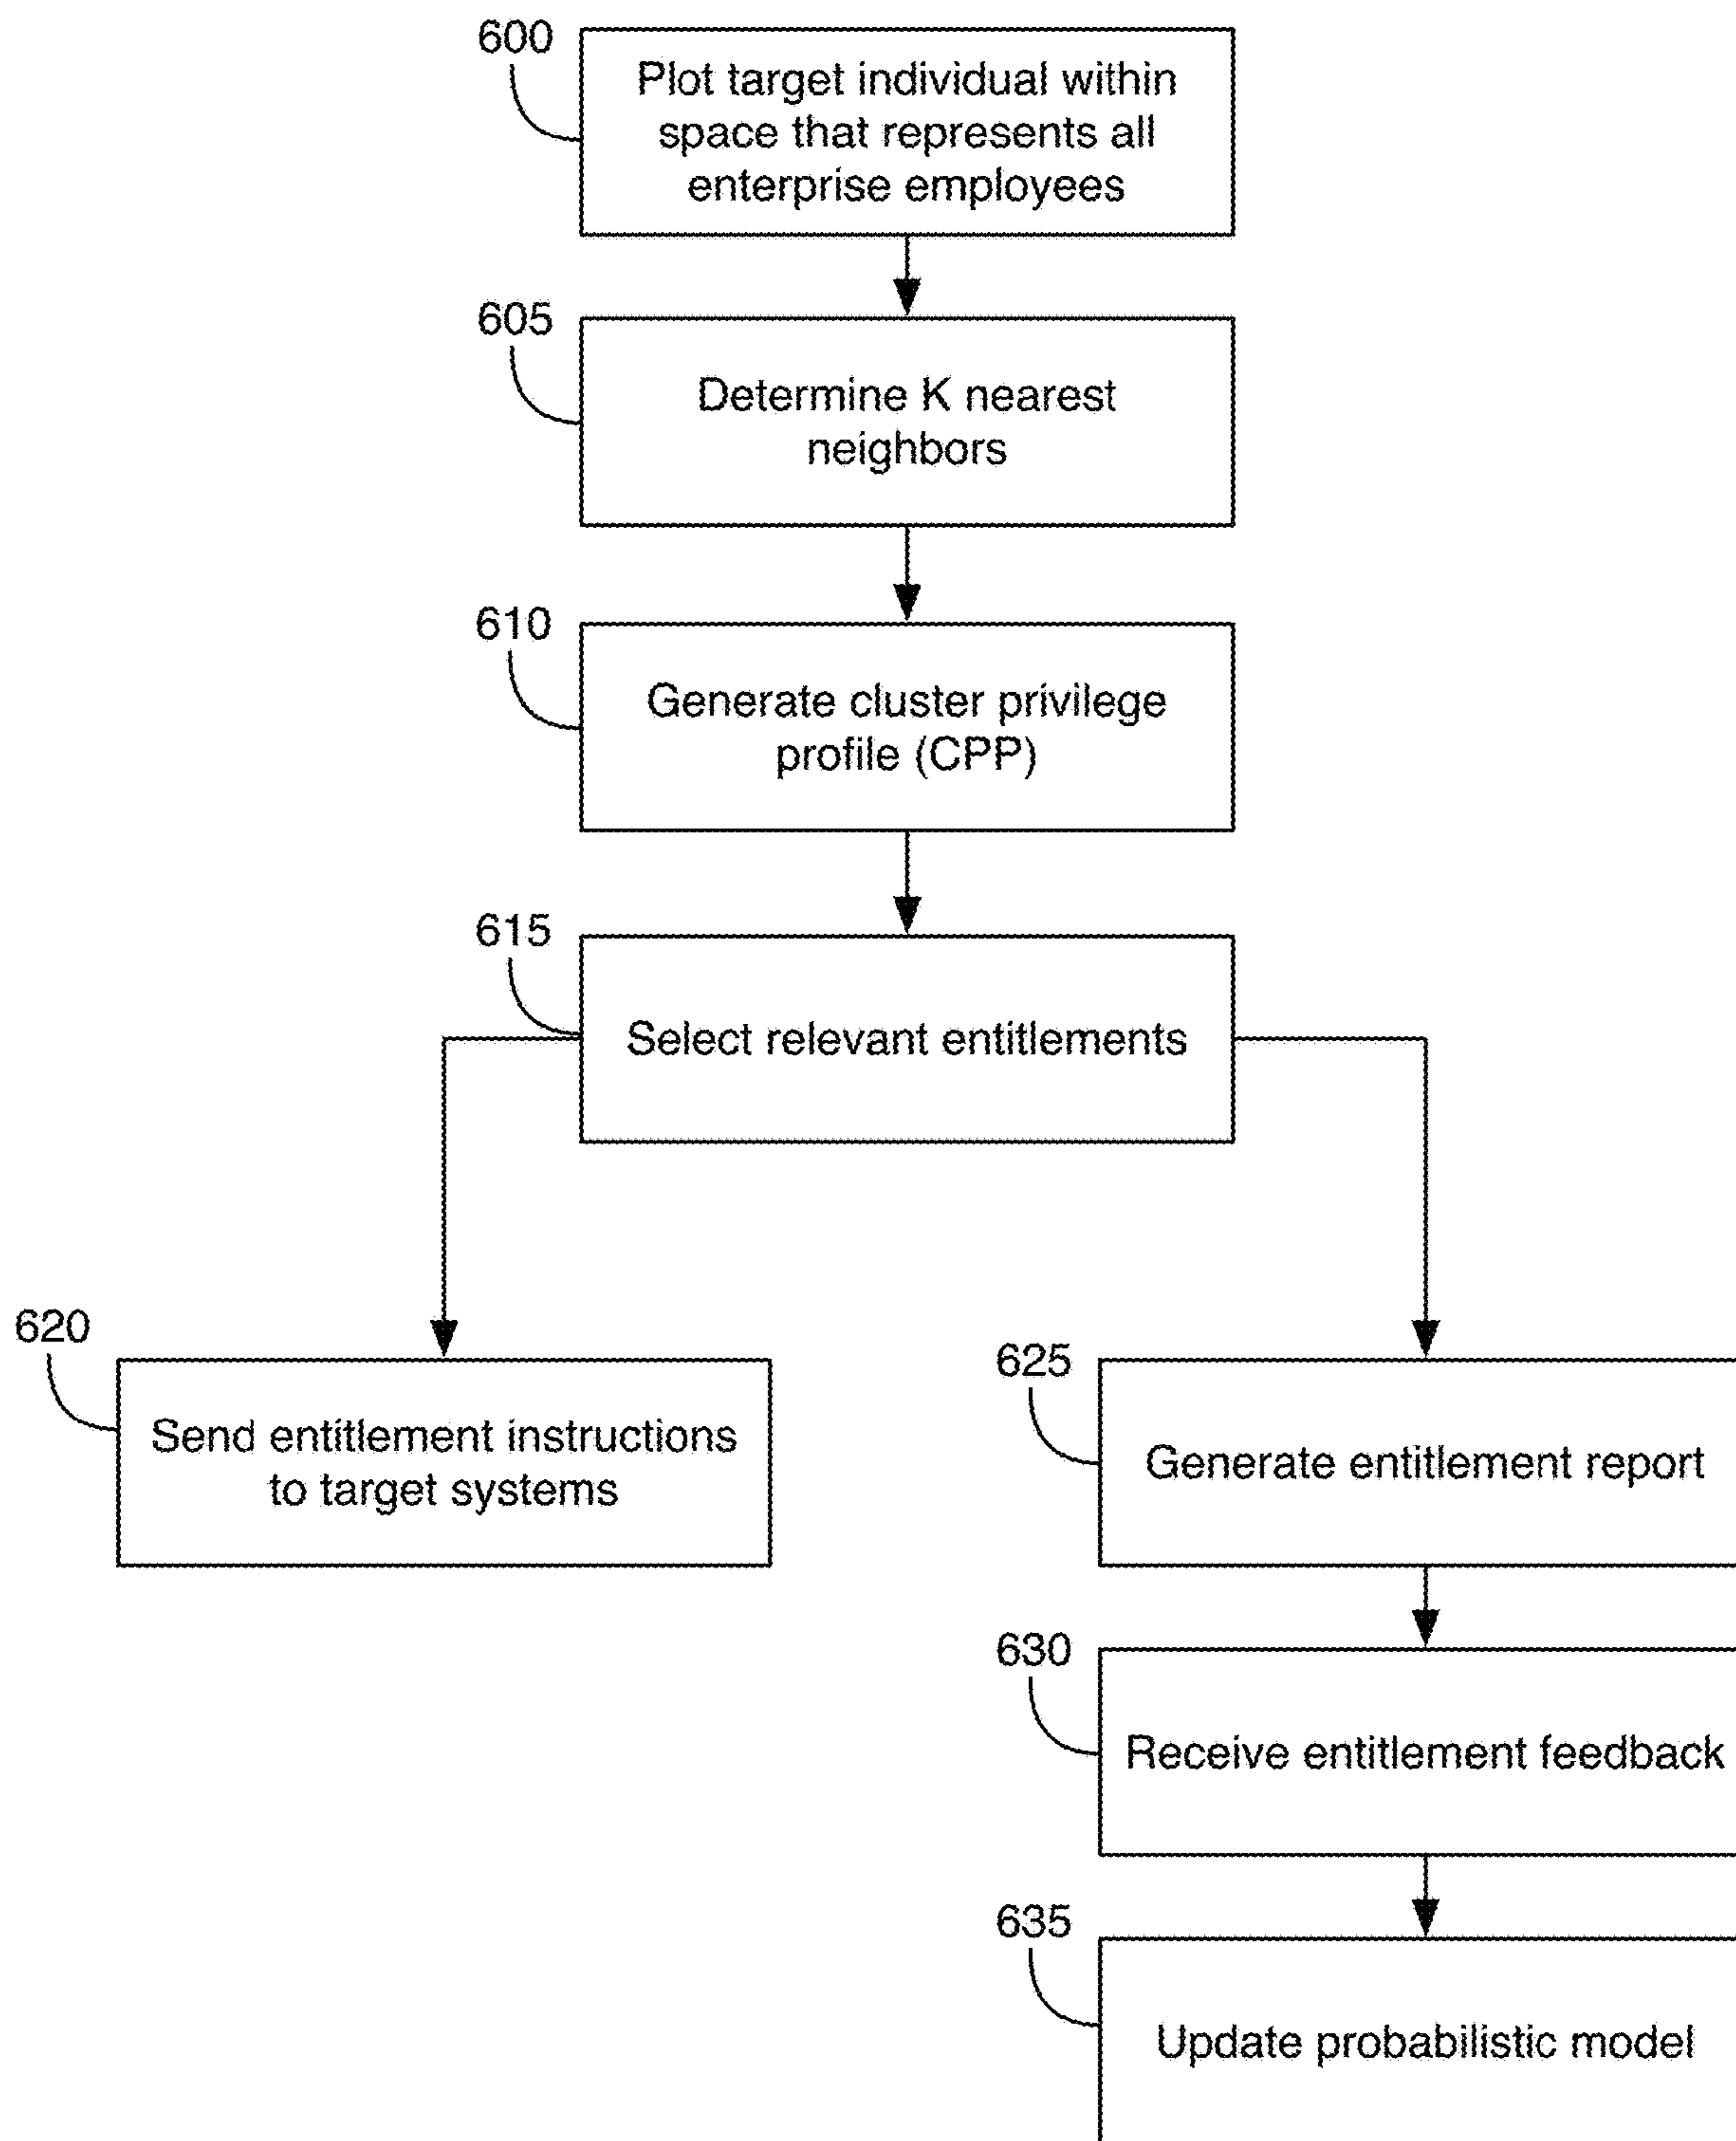 600
Plot target individual within
space that represents all
enterprise employees
605
Determine K nearest
neighbors
610
Generate cluster privilege
profile (CPP)
615
Select relevant entitlements
620
Send entitlement instructions
to target systems
625
Generate entitlement report
630
Receive entitlement feedback
635
Update probabilistic model